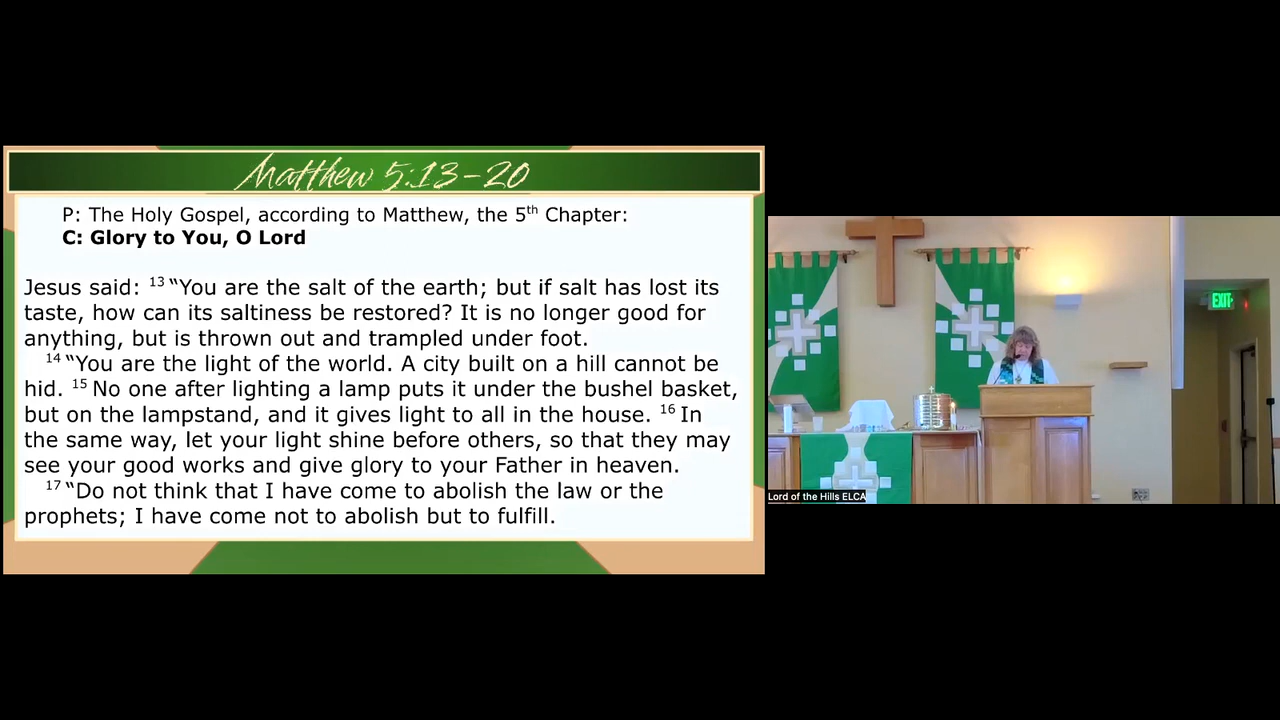 Matthew 5:13-20
P: The Holy Gospel, according to Matthew, the 5th Chapter:
C: Glory to You, O Lord
Jesus said: 13 “You are the salt of the earth; but if salt has lost its
taste, how can its saltiness be restored? It is no longer good for
anything, but is thrown out and trampled under foot.
14 “You are the light of the world. A city built on a hill cannot be
hid. 15 No one after lighting a lamp puts it under the bushel basket,
but on the lampstand, and it gives light to all in the house. 16 In
the same way, let your light shine before others, so that they may
see your good works and give glory to your Father in heaven.
17 “Do not think that I have come to abolish the law or the
prophets; I have come not to abolish but to fulfill.
EXIT
Lord of the Hills ELCA